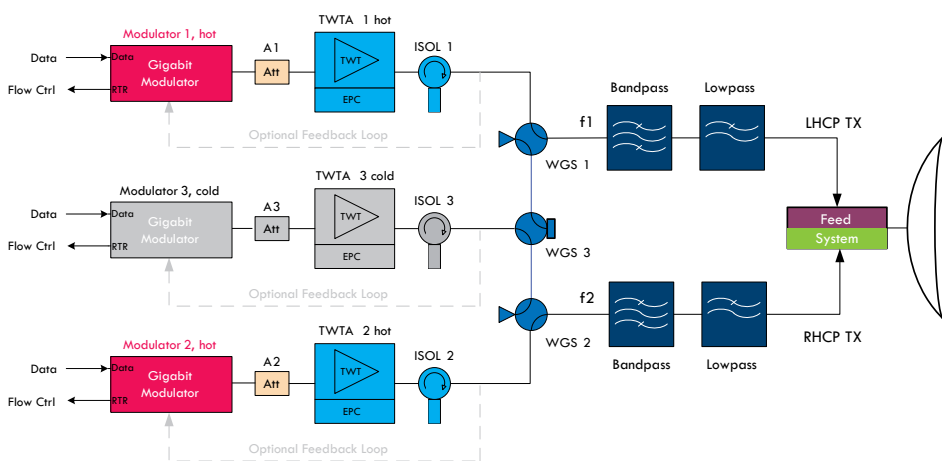 Modulator 1, hot
Data
Data
Gigabit
Modulator
Flow Ctrl
RTR
A1
Att
TWTA 1 hot
TWT
EPC
ISOL 1
Optional Feedback Loop
WGS 1
f1
Bandpass
Lowpass
LHCP TX
Modulator 3, cold
Data
Data
Gigabit
Modulator
Flow Ctrl
RTR
A3
Att
TWTA 3 cold
TWT
EPC
ISOL 3
Optional Feedback Loop
WGS 3
Feed
System
Modulator 2, hot
Data
Data
Gigabit
Modulator
Flow Ctrl
RTR
A2
Att
TWTA 2 hot
TWT
EPC
ISOL 2
Optional Feedback Loop
WGS 2
f2
Bandpass
Lowpass
RHCP TX